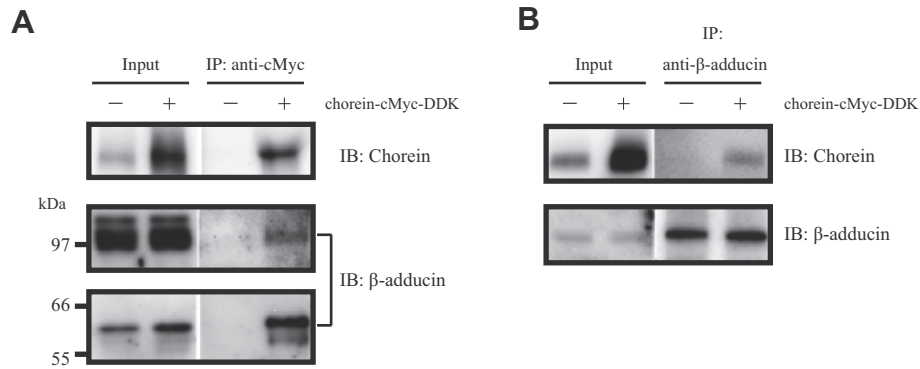 A
Input
IP: anti-cMyc
− + − + chorein-cMyc-DDK
IB: Chorein
kDa
97
IB: β-adducin
66
55
B
IP:
Input
anti-β-adducin
− + − + chorein-cMyc-DDK
IB: Chorein
IB: β-adducin